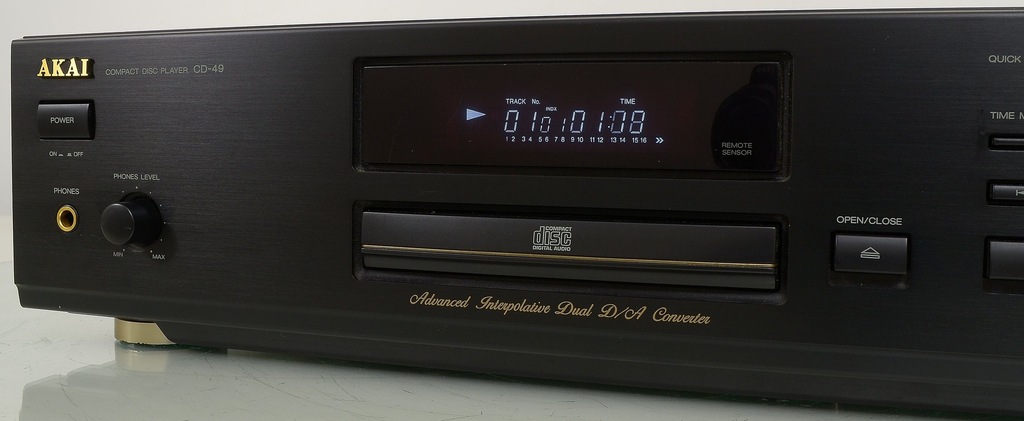 AKAI COMPACT DISC PLAYER CD-49
POWER
ON OFF
PHONES
PHONES LEVEL
MIN MAX
TRACK No. INDX TIME
01 01 01:08
1 2 3 4 5 6 7 8 9 10 11 12 13 14 15 16 »
REMOTE
SENSOR
COMPACT
disc
DIGITAL AUDIO
Advanced Interpolative Dual D/A Converter
OPEN/CLOSE
QUICK
TIME M